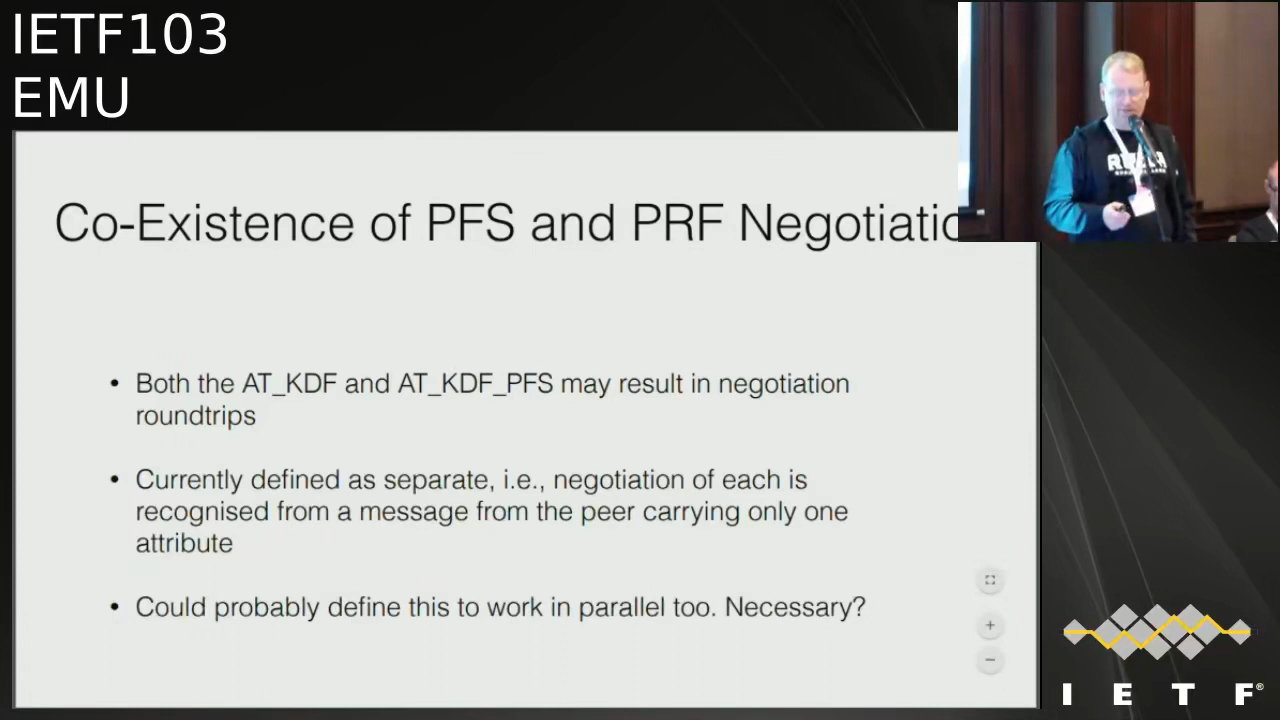 IETF103
EMU
Co-Existence of PFS and PRF Negotiatio
• Both the AT_KDF and AT_KDF_PFS may result in negotiation
roundtrips
• Currently defined as separate, i.e., negotiation of each is
recognised from a message from the peer carrying only one
attribute
• Could probably define this to work in parallel too. Necessary?
+
−
I E T F®